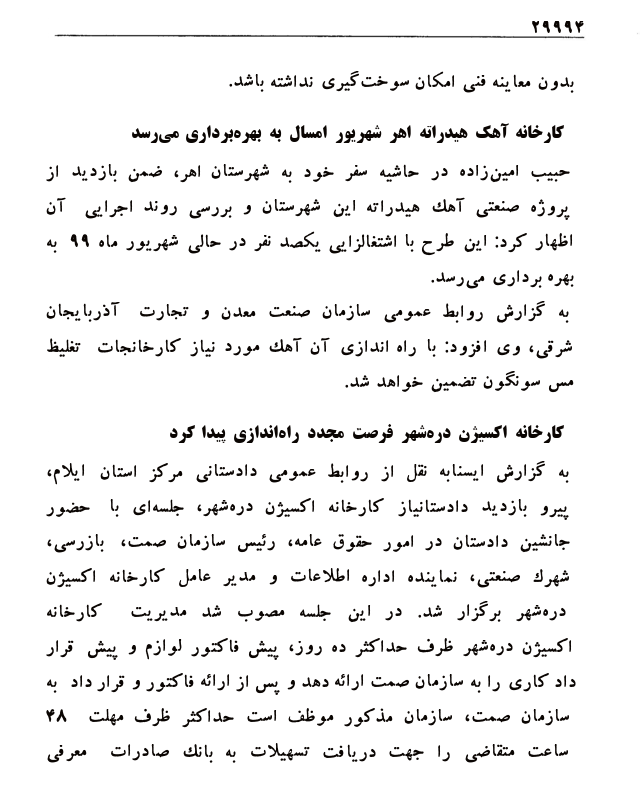 ۲۹۹۹۴
بدون معاینه فنی امکان سوخت‌گیری نداشته باشد.
کارخانه آهک هیدراته اهر شهریور امسال به بهره‌برداری می‌رسد
حبیب امین‌زاده در حاشیه سفر خود به شهرستان اهر، ضمن بازدید از
پروژه صنعتی آهك هیدراته این شهرستان و بررسی روند اجرایی آن
اظهار کرد: این طرح با اشتغالزایی یکصد نفر در حالی شهریور ماه ۹۹ به
بهره برداری می‌رسد.
به گزارش روابط عمومی سازمان صنعت معدن و تجارت آذربایجان
شرقی، وی افزود: با راه اندازی آن آهك مورد نیاز کارخانجات تغلیظ
مس سونگون تضمین خواهد شد.
کارخانه اکسیژن دره‌شهر فرصت مجدد راه‌اندازی پیدا کرد
به گزارش ایسنابه نقل از روابط عمومی دادستانی مرکز استان ایلام،
پیرو بازدید دادستانیاز کارخانه اکسیژن دره‌شهر، جلسه‌ای با حضور
جانشین دادستان در امور حقوق عامه، رئیس سازمان صمت، بازرسی،
شهرك صنعتی، نماینده اداره اطلاعات و مدیر عامل کارخانه اکسیژن
دره‌شهر برگزار شد. در این جلسه مصوب شد مدیریت کارخانه
اکسیژن دره‌شهر ظرف حداکثر ده روز، پیش فاکتور لوازم و پیش قرار
داد کاری را به سازمان صمت ارائه دهد و پس از ارائه فاکتور و قرار داد به
سازمان صمت، سازمان مذکور موظف است حداکثر ظرف مهلت ۴۸
ساعت متقاضی را جهت دریافت تسهیلات به بانك صادرات معرفی